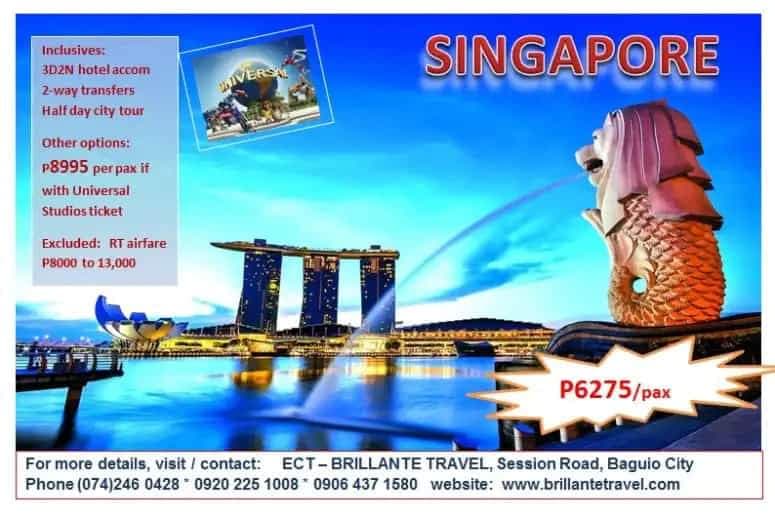 SINGAPORE
Inclusives:
3D2N hotel accom
2-way transfers
Half day city tour
Other options:
P8995 per pax if
with Universal
Studios ticket
Excluded: RT airfare
P8000 to 13,000
UNIVERSAL
P6275/pax
For more details, visit / contact: ECT – BRILLANTE TRAVEL, Session Road, Baguio City
Phone (074)246 0428 * 0920 225 1008 * 0906 437 1580 website: www.brillantetravel.com